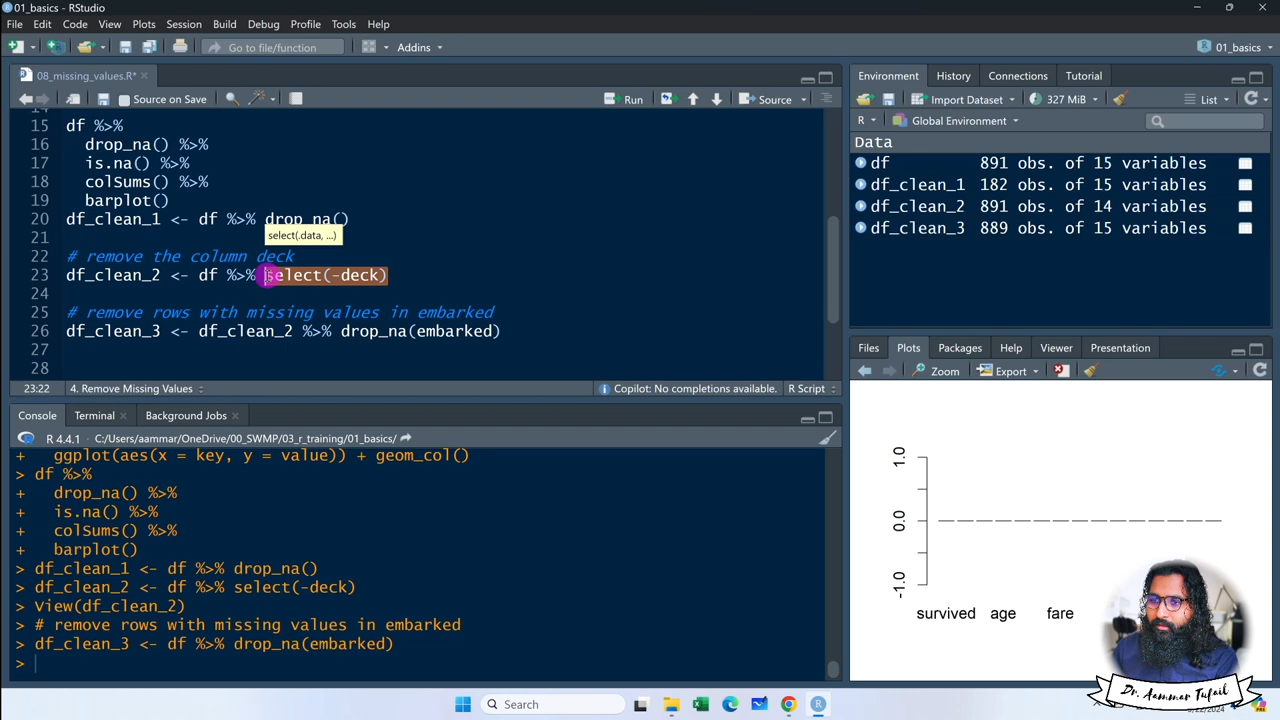 01_basics - RStudio
File Edit Code View Plots Session Build Debug Profile Tools Help
Go to file/function Addins 01_basics
08_missing_values.R*
Source on Save Run Source
15 df %>%
16 drop_na() %>%
17 is.na() %>%
18 colSums() %>%
19 barplot()
20 df_clean_1 <- df %>% drop_na()
select(.data, ...)
21
22 # remove the column deck
23 df_clean_2 <- df %>% select(-deck)
24
25 # remove rows with missing values in embarked
26 df_clean_3 <- df_clean_2 %>% drop_na(embarked)
27
28
23:22 4. Remove Missing Values Copilot: No completions available. R Script
Console Terminal Background Jobs
R 4.4.1 · C:/Users/aammar/OneDrive/00_SWMP/03_r_training/01_basics/
+ ggplot(aes(x = key, y = value)) + geom_col()
> df %>%
+ drop_na() %>%
+ is.na() %>%
+ colSums() %>%
+ barplot()
> df_clean_1 <- df %>% drop_na()
> df_clean_2 <- df %>% select(-deck)
> View(df_clean_2)
> # remove rows with missing values in embarked
> df_clean_3 <- df %>% drop_na(embarked)
>
Environment History Connections Tutorial
Import Dataset 327 MiB List
R Global Environment
Data
df 891 obs. of 15 variables
df_clean_1 182 obs. of 15 variables
df_clean_2 891 obs. of 14 variables
df_clean_3 889 obs. of 15 variables
Files Plots Packages Help Viewer Presentation
Zoom Export
1.0
0.0
-1.0
survived age fare
Dr. Aammar Tufail
Search